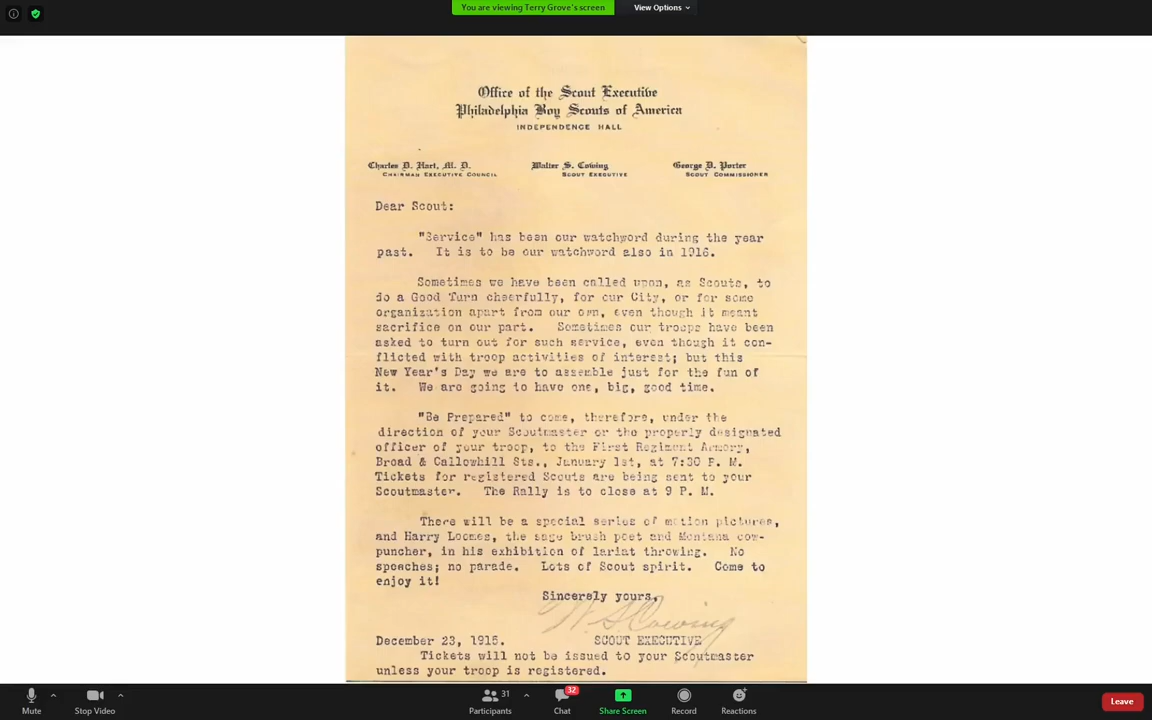 You are viewing Terry Grove's screen
View Options
Office of the Scout Executive
Philadelphia Boy Scouts of America
INDEPENDENCE HALL
Charles D. Hart, M. D. Walter S. Cowing George D. Porter
CHAIRMAN EXECUTIVE COUNCIL SCOUT EXECUTIVE SCOUT COMMISSIONER
Dear Scout:
"Service" has been our watchword during the year
past. It is to be our watchword also in 1916.
Sometimes we have been called upon, as Scouts, to
do a Good Turn cheerfully, for our City, or for some
organization apart from our own, even though it meant
sacrifice on our part. Sometimes our troops have been
asked to turn out for such service, even though it con-
flicted with troop activities of interest; but this
New Year's Day we are to assemble just for the fun of
it. We are going to have one, big, good time.
"Be Prepared" to come, therefore, under the
direction of your Scoutmaster or the properly designated
officer of your troop, to the First Regiment Armory,
Broad & Callowhill Sts., January 1st, at 7:30 P. M.
Tickets for registered Scouts are being sent to your
Scoutmaster. The Rally is to close at 9 P. M.
There will be a special series of motion pictures,
and Harry Loomes, the sage brush poet and Montana cow-
puncher, in his exhibition of lariat throwing. No
speaches; no parade. Lots of Scout spirit. Come to
enjoy it!
Sincerely yours,
W S Cowing
December 23, 1915. SCOUT EXECUTIVE
Tickets will not be issued to your Scoutmaster
unless your troop is registered.
Mute
Stop Video
Participants 31
Chat 32
Share Screen
Record
Reactions
Leave